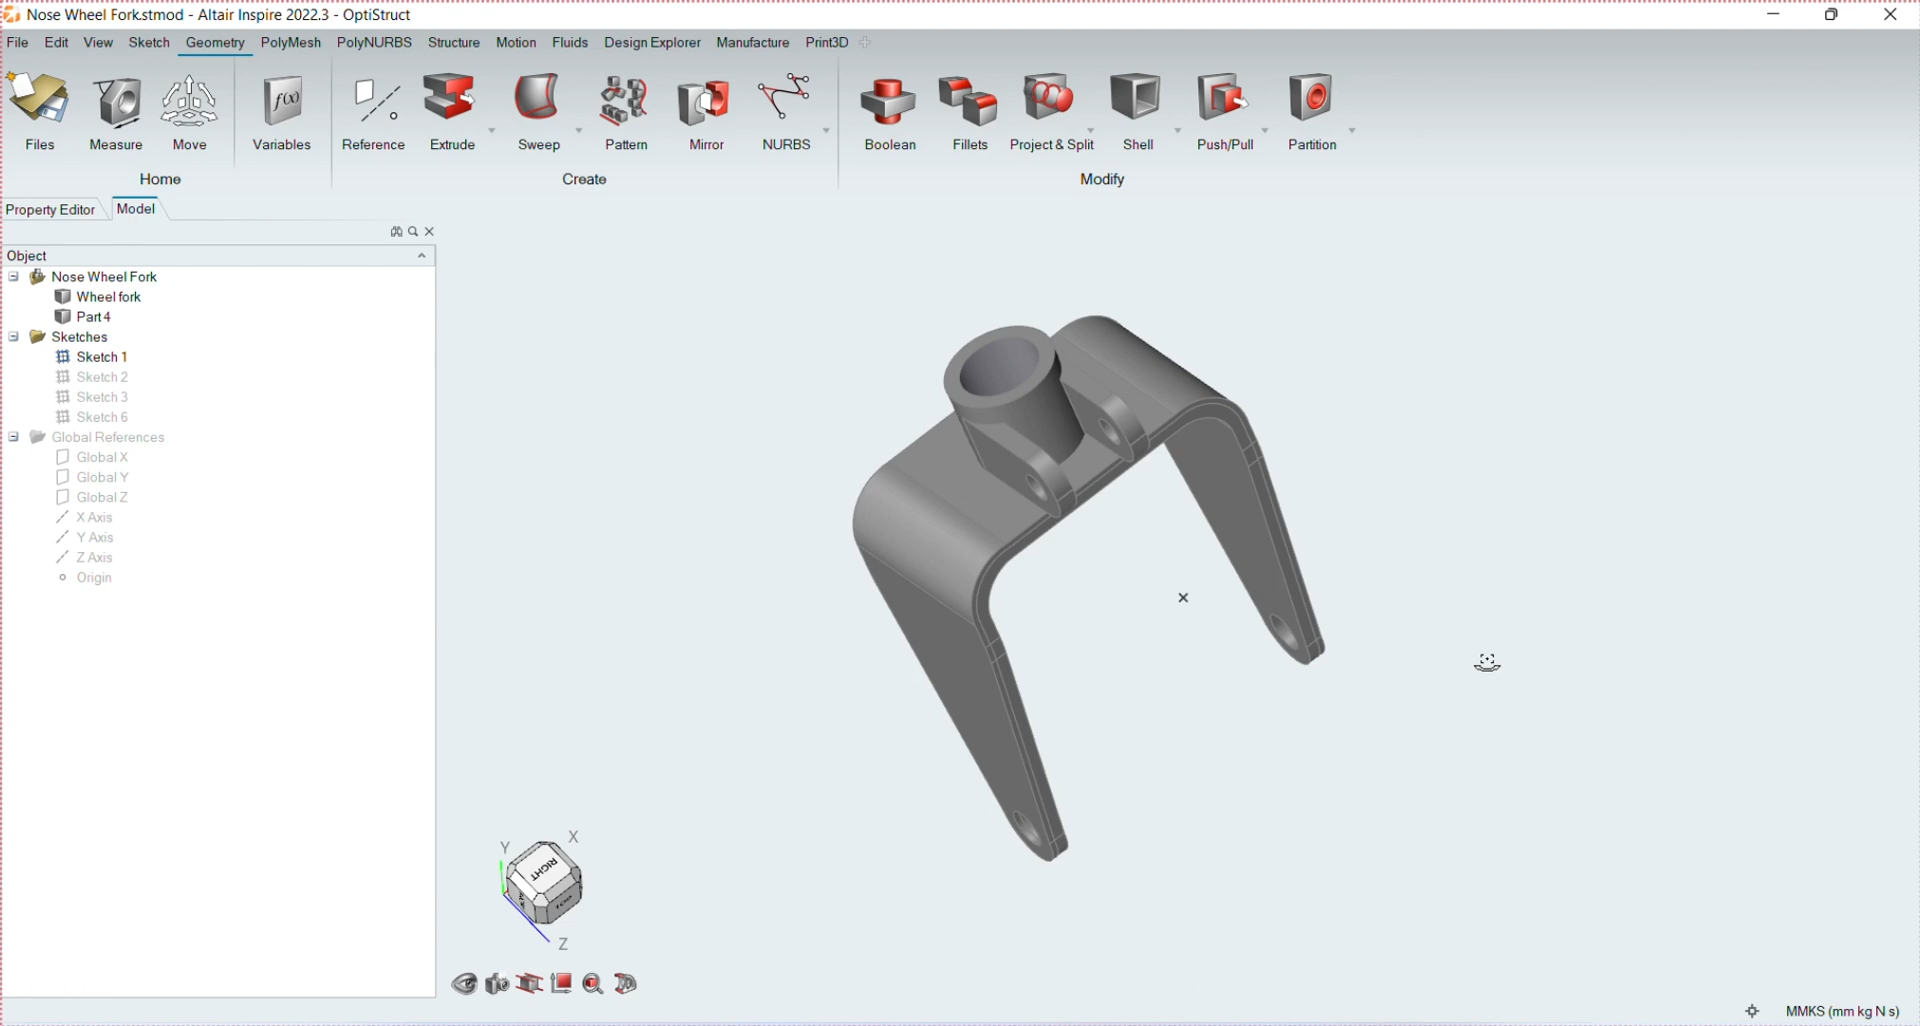 Nose Wheel Fork.stmod - Altair Inspire 2022.3 - OptiStruct
File Edit View Sketch Geometry PolyMesh PolyNURBS Structure Motion Fluids Design Explorer Manufacture Print3D
f(x)
Files Measure Move Variables Reference Extrude Sweep Pattern Mirror NURBS Boolean Fillets Project & Split Shell Push/Pull Partition
Home Create Modify
Property Editor Model
Object
Nose Wheel Fork
Wheel fork
Part 4
Sketches
Sketch 1
Sketch 2
Sketch 3
Sketch 6
Global References
Global X
Global Y
Global Z
X Axis
Y Axis
Z Axis
Origin
X
Y
RIGHT
Z
MMKS (mm kg N s)